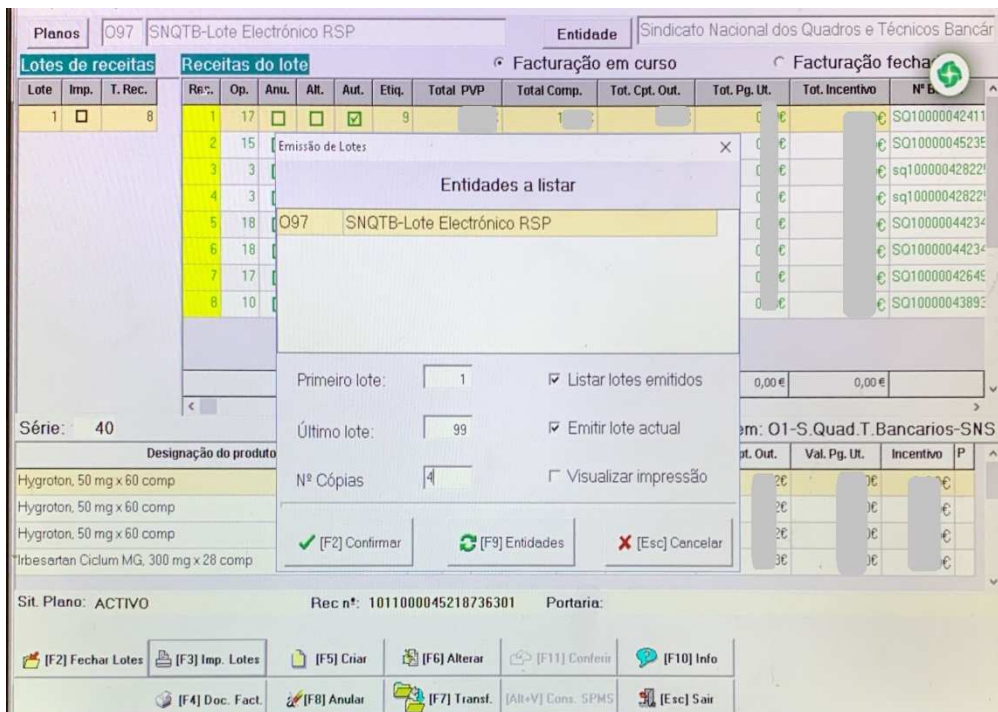 Planos O97 SNQTB-Lote Electrónico RSP Entidade Sindicato Nacional dos Quadros e Técnicos Bancár
Lotes de receitas Receitas do lote Facturação em curso Facturação fecha
Lote Imp. T. Rec. Rec. Op. Anu. Alt. Aut. Etiq. Total PVP Total Comp. Tot. Cpt. Out. Tot. Pg. Ut. Tot. Incentivo
1 8 1 17 9 € € SQ10000042411
2 15 € € SQ10000045235
3 3 € € sq10000042822
4 3 € € sq10000042822
5 18 € € SQ10000044234
6 18 € € SQ10000044234
7 17 € € SQ10000042649
8 10 € € SQ10000043893
Emissão de Lotes
Entidades a listar
O97 SNQTB-Lote Electrónico RSP
Primeiro lote: 1 Listar lotes emitidos
Último lote: 99 Emitir lote actual
Nº Cópias 4 Visualizar impressão
[F2] Confirmar [F9] Entidades [Esc] Cancelar
0,00 € 0,00 €
Série: 40 em: O1-S.Quad.T.Bancarios-SNS
Designação do produto pt. Out. Val. Pg. Ut. Incentivo P
Hygroton, 50 mg x 60 comp 2€ € €
Hygroton, 50 mg x 60 comp 2€ € €
Hygroton, 50 mg x 60 comp 2€ € €
*Irbesartan Ciclum MG, 300 mg x 28 comp € € €
Sit. Plano: ACTIVO Rec nº: 1011000045218736301 Portaria:
[F2] Fechar Lotes [F3] Imp. Lotes [F5] Criar [F6] Alterar [F11] Conferir [F10] Info
[F4] Doc. Fact. [F8] Anular [F7] Transf. [Alt+V] Cons. SPMS [Esc] Sair